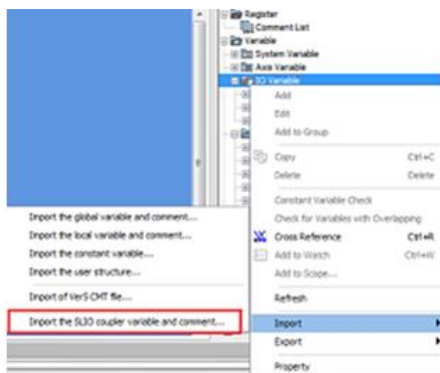 Register
Comment List
Variable
System Variable
Axis Variable
IO Variable
Add
Edit
Add to Group
Copy Ctrl+C
Delete Delete
Constant Variable Check
Check for Variables with Overlapping
Cross Reference Ctrl+R
Add to Watch Ctrl+W
Add to Scope...
Refresh
Import
Export
Property
Import the global variable and comment...
Import the local variable and comment...
Import the constant variable...
Import the user structure...
Import of Ver5 CMT file...
Import the SLIO coupler variable and comment...